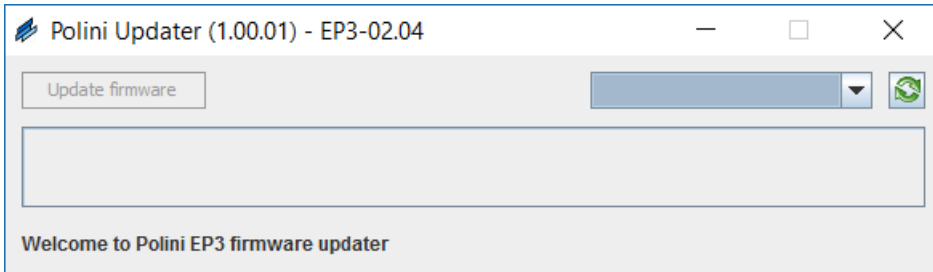 Polini Updater (1.00.01) - EP3-02.04
Update firmware
Welcome to Polini EP3 firmware updater